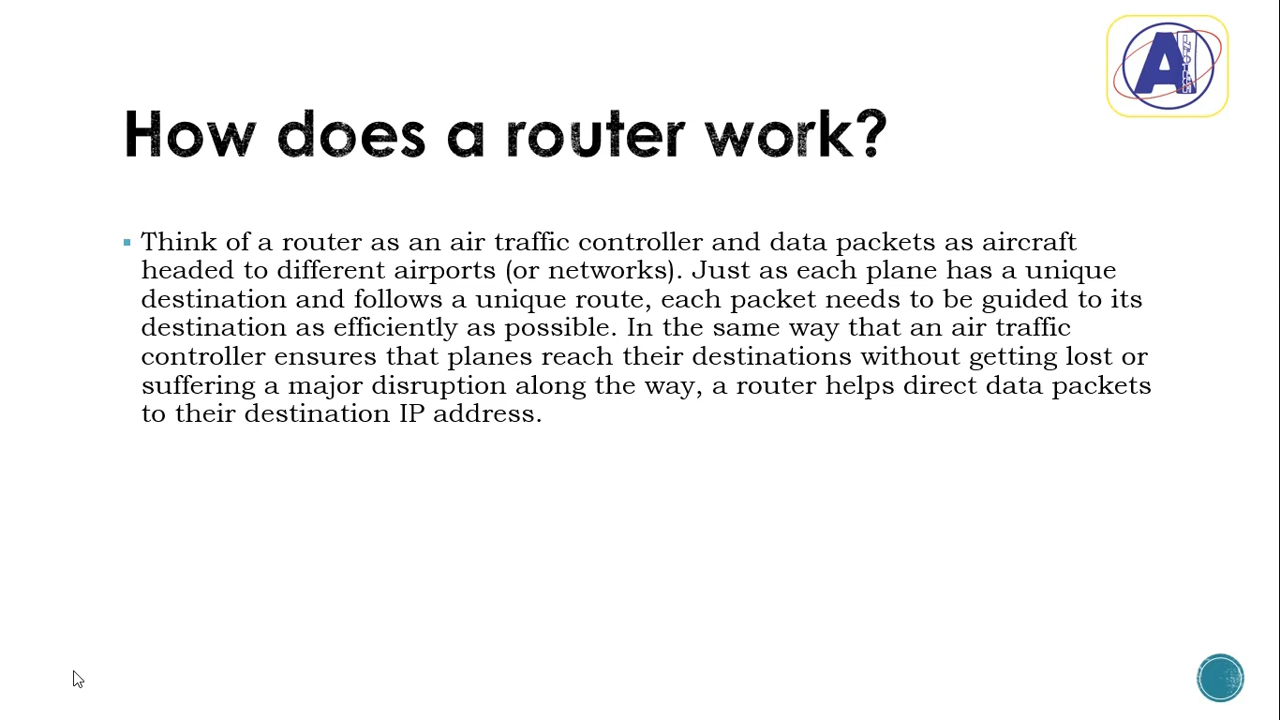 How does a router work?
Think of a router as an air traffic controller and data packets as aircraft
headed to different airports (or networks). Just as each plane has a unique
destination and follows a unique route, each packet needs to be guided to its
destination as efficiently as possible. In the same way that an air traffic
controller ensures that planes reach their destinations without getting lost or
suffering a major disruption along the way, a router helps direct data packets
to their destination IP address.